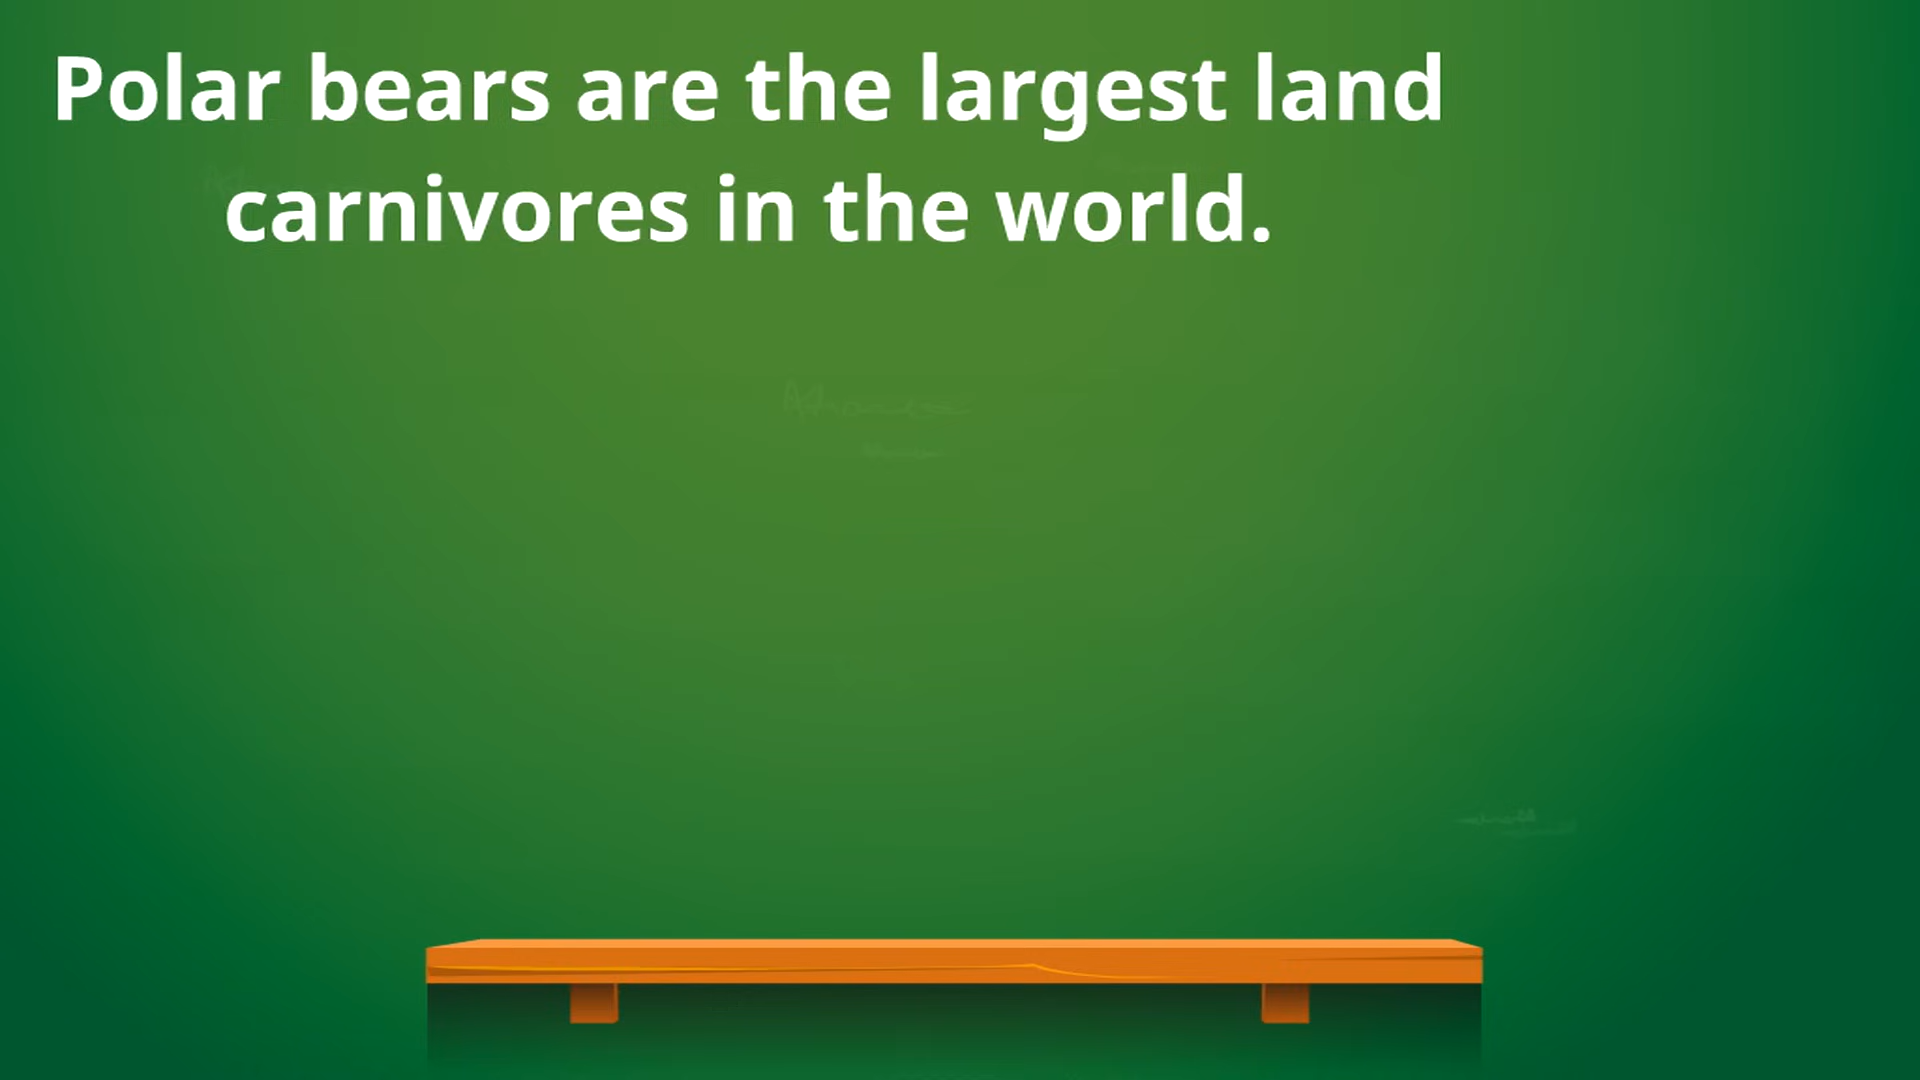 Polar bears are the largest land
carnivores in the world.